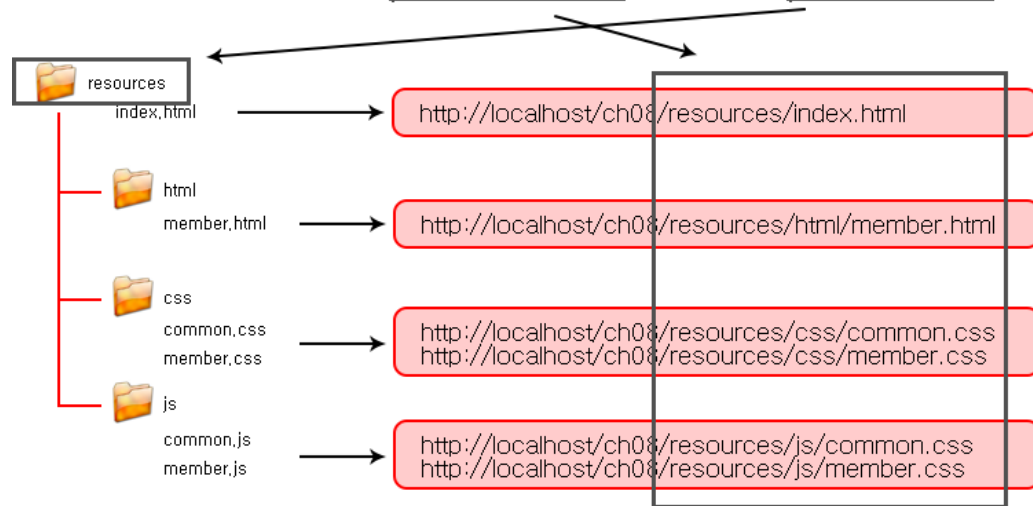 resources
index.html
http://localhost/ch08/resources/index.html
html
member.html
http://localhost/ch08/resources/html/member.html
css
common.css
member.css
http://localhost/ch08/resources/css/common.css
http://localhost/ch08/resources/css/member.css
js
common.js
member.js
http://localhost/ch08/resources/js/common.css
http://localhost/ch08/resources/js/member.css